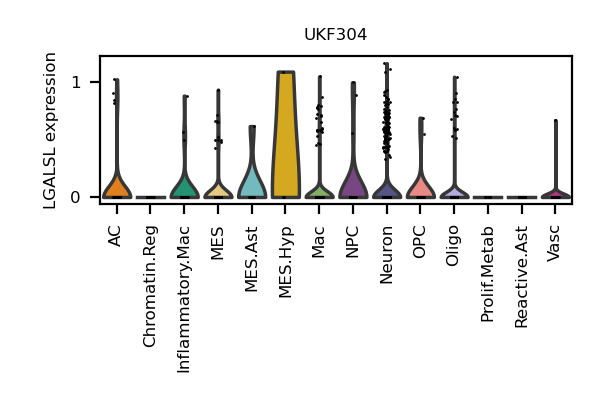 UKF304
LGALSL expression
1
0
AC
Chromatin.Reg
Inflammatory.Mac
MES
MES.Ast
MES.Hyp
Mac
NPC
Neuron
OPC
Oligo
Prolif.Metab
Reactive.Ast
Vasc